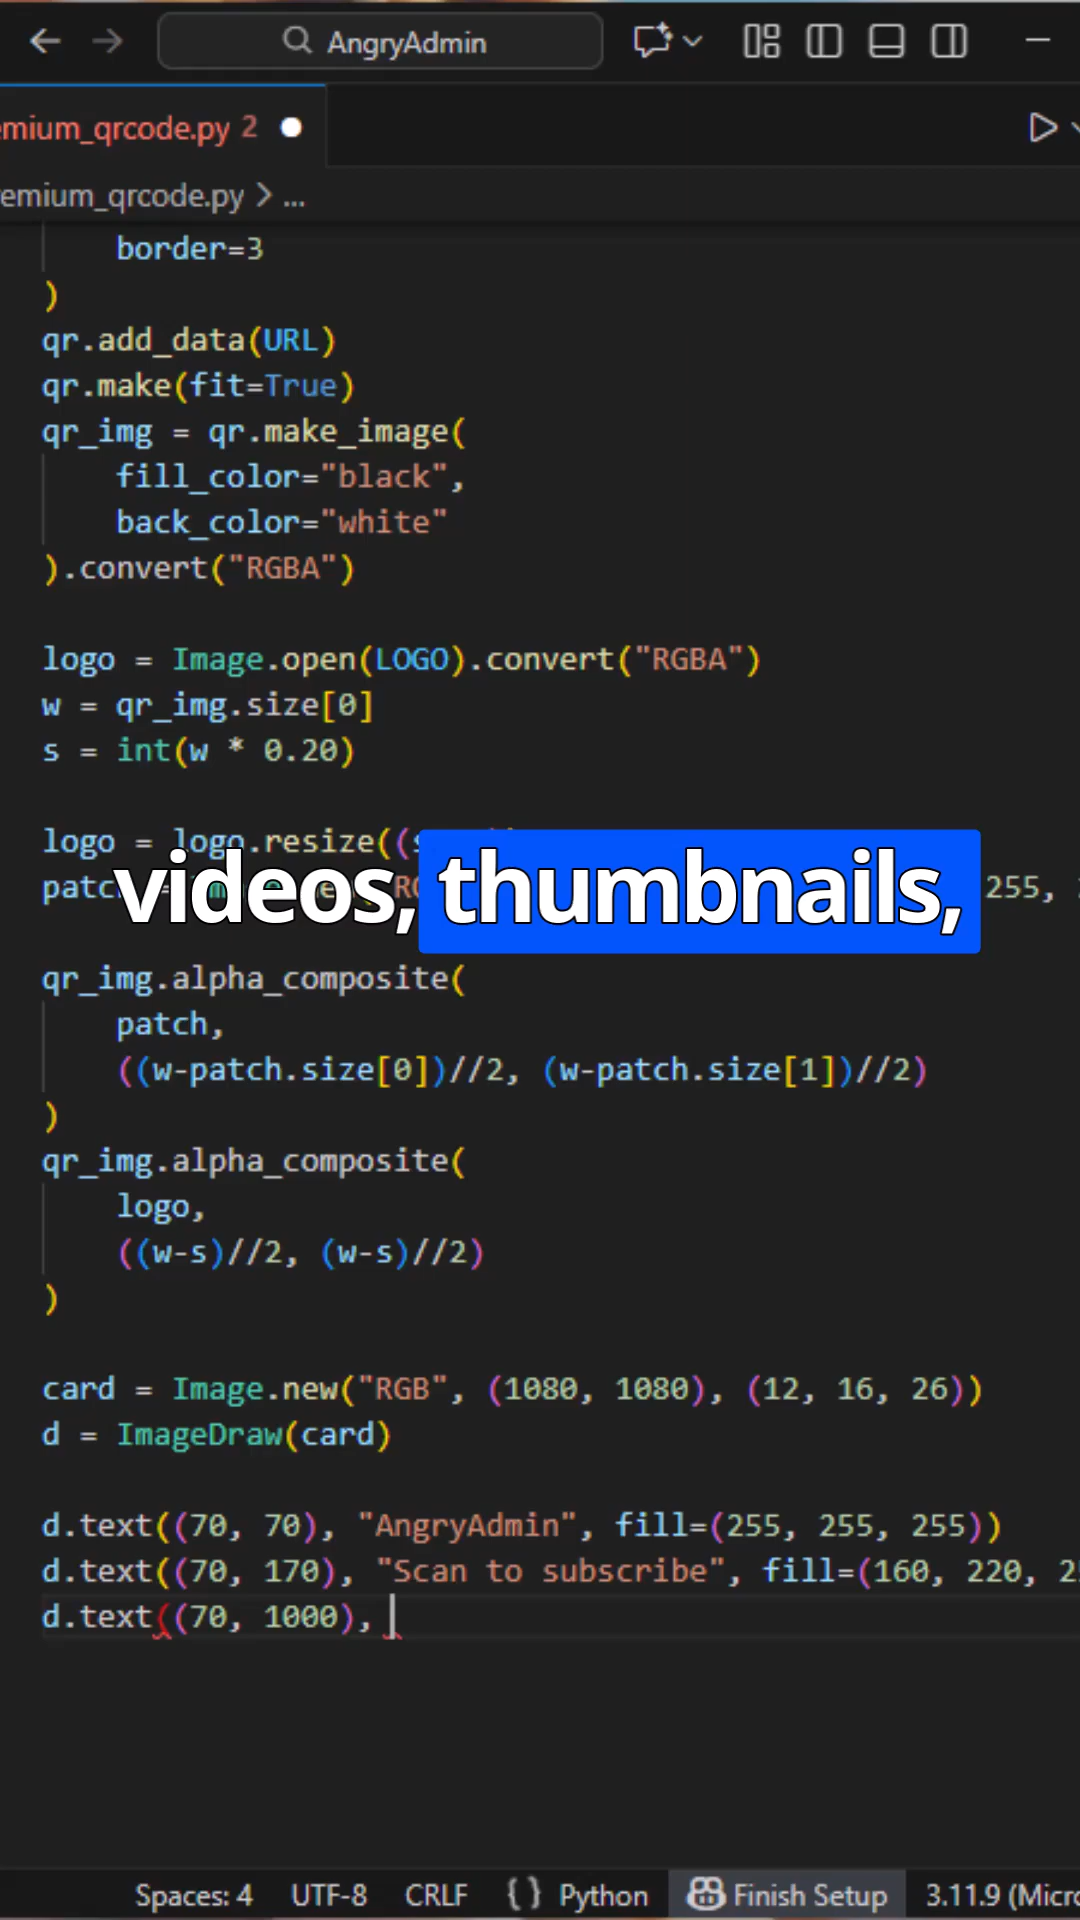 AngryAdmin
emium_qrcode.py 2
remium_qrcode.py > ...
border=3
)
qr.add_data(URL)
qr.make(fit=True)
qr_img = qr.make_image(
fill_color="black",
back_color="white"
).convert("RGBA")
logo = Image.open(LOGO).convert("RGBA")
w = qr_img.size[0]
s = int(w * 0.20)
logo = logo.resize((
patch
255,
videos, thumbnails,
qr_img.alpha_composite(
patch,
((w-patch.size[0])//2, (w-patch.size[1])//2)
)
qr_img.alpha_composite(
logo,
((w-s)//2, (w-s)//2)
)
card = Image.new("RGB", (1080, 1080), (12, 16, 26))
d = ImageDraw(card)
d.text((70, 70), "AngryAdmin", fill=(255, 255, 255))
d.text((70, 170), "Scan to subscribe", fill=(160, 220, 2
d.text((70, 1000),
Spaces: 4 UTF-8 CRLF {} Python Finish Setup 3.11.9 (Micro